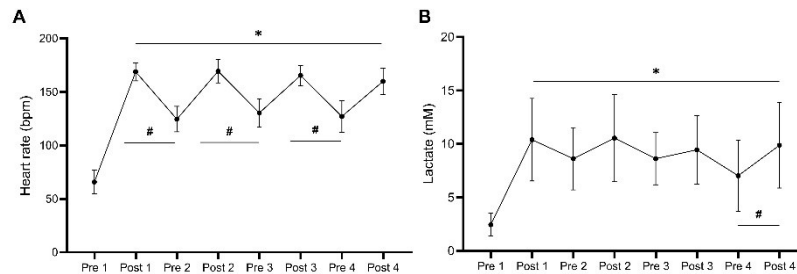 A
Heart rate (bpm)
200
150
100
50
0
*
#
#
#
Pre 1 Post 1 Pre 2 Post 2 Pre 3 Post 3 Pre 4 Post 4
B
Lactate (mM)
20
15
10
5
0
*
#
Pre 1 Post 1 Pre 2 Post 2 Pre 3 Post 3 Pre 4 Post 4